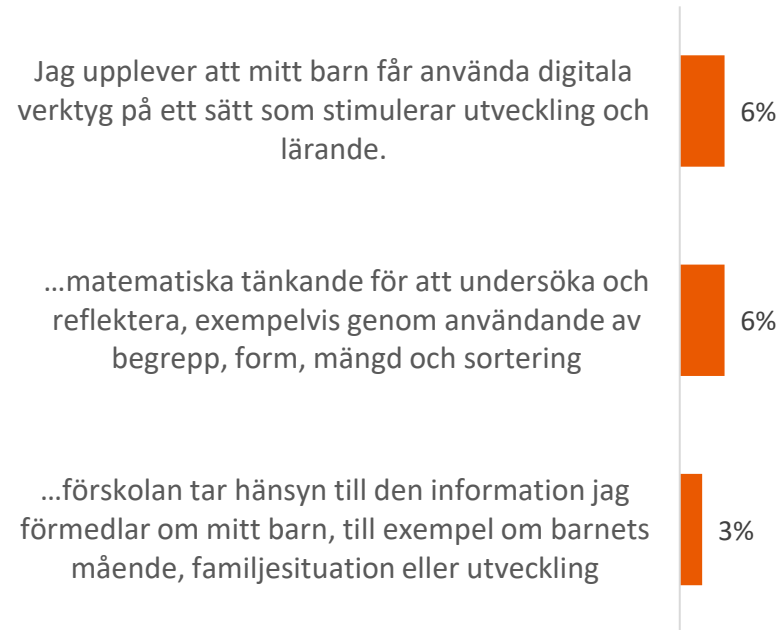 Jag upplever att mitt barn får använda digitala
verktyg på ett sätt som stimulerar utveckling och
lärande.
6%
…matematiska tänkande för att undersöka och
reflektera, exempelvis genom användande av
begrepp, form, mängd och sortering
6%
…förskolan tar hänsyn till den information jag
förmedlar om mitt barn, till exempel om barnets
mående, familjesituation eller utveckling
3%